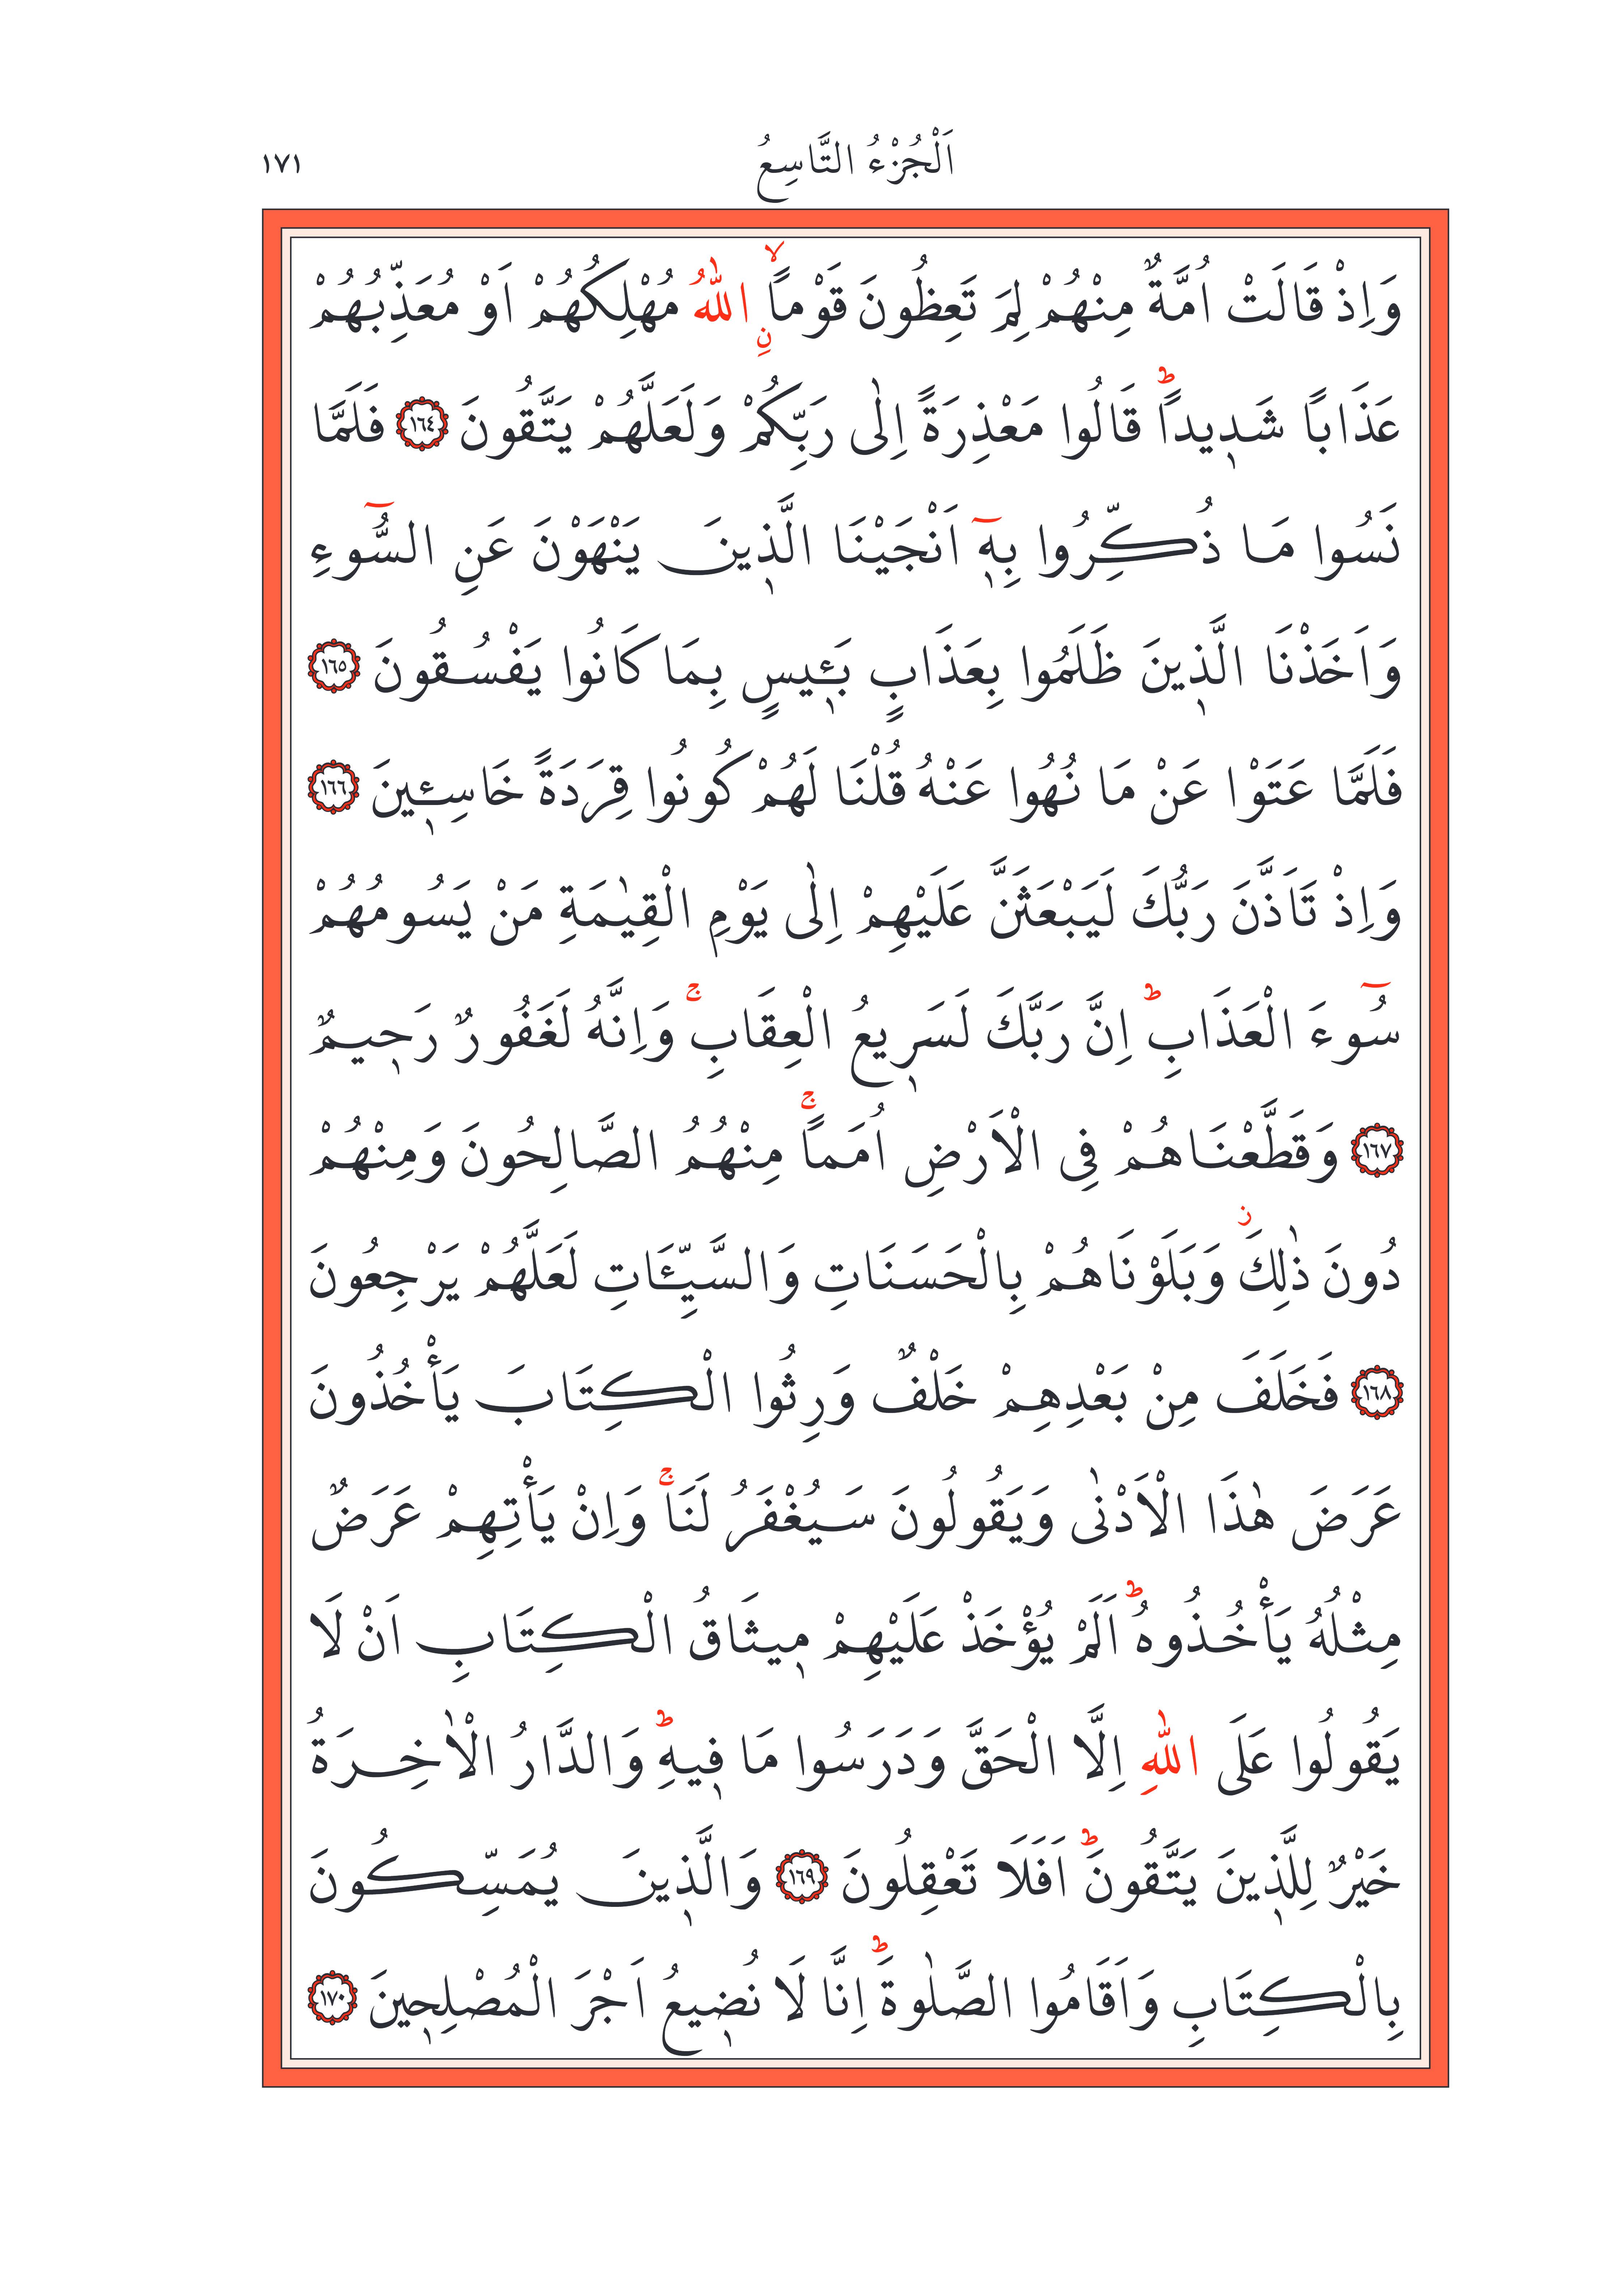 اَلْجُزْءُ التَّاسِعُ ١٧١
وَاِذْ قَالَتْ اُمَّةٌ مِنْهُمْ لِمَ تَعِظُونَ قَوْماًۙ نِ اللّٰهُ مُهْلِكُهُمْ اَوْ مُعَذِّبُهُمْ
عَذَاباً شَد۪يداًۜ قَالُوا مَعْذِرَةً اِلٰى رَبِّكُمْ وَلَعَلَّهُمْ يَتَّقُونَ ﴿١٦٤﴾ فَلَمَّا
نَسُوا مَا ذُكِّرُوا بِه۪ٓ اَنْجَيْنَا الَّذ۪ينَ يَنْهَوْنَ عَنِ السُّٓوءِ
وَاَخَذْنَا الَّذ۪ينَ ظَلَمُوا بِعَذَابٍ بَـ۪ٔيسٍ بِمَا كَانُوا يَفْسُقُونَ ﴿١٦٥﴾
فَلَمَّا عَتَوْا عَنْ مَا نُهُوا عَنْهُ قُلْنَا لَهُمْ كُونُوا قِرَدَةً خَاسِـ۪ٔينَ ﴿١٦٦﴾
وَاِذْ تَاَذَّنَ رَبُّكَ لَيَبْعَثَنَّ عَلَيْهِمْ اِلٰى يَوْمِ الْقِيٰمَةِ مَنْ يَسُومُهُمْ
سُٓوءَ الْعَذَابِۜ اِنَّ رَبَّكَ لَسَر۪يعُ الْعِقَابِۚ وَاِنَّهُ لَغَفُورٌ رَح۪يمٌ
﴿١٦٧﴾ وَقَطَّعْنَاهُمْ فِي الْاَرْضِ اُمَماًۚ مِنْهُمُ الصَّالِحُونَ وَمِنْهُمْ
دُونَ ذٰلِكَۘ وَبَلَوْنَاهُمْ بِالْحَسَنَاتِ وَالسَّيِّـَٔاتِ لَعَلَّهُمْ يَرْجِعُونَ
﴿١٦٨﴾ فَخَلَفَ مِنْ بَعْدِهِمْ خَلْفٌ وَرِثُوا الْكِتَابَ يَأْخُذُونَ
عَرَضَ هٰذَا الْاَدْنٰى وَيَقُولُونَ سَيُغْفَرُ لَنَاۚ وَاِنْ يَأْتِهِمْ عَرَضٌ
مِثْلُهُ يَأْخُذُوهُۜ اَلَمْ يُؤْخَذْ عَلَيْهِمْ م۪يثَاقُ الْكِتَابِ اَنْ لَا
يَقُولُوا عَلَى اللّٰهِ اِلَّا الْحَقَّ وَدَرَسُوا مَا ف۪يهِۜ وَالدَّارُ الْاٰخِرَةُ
خَيْرٌ لِلَّذ۪ينَ يَتَّقُونَۜ اَفَلَا تَعْقِلُونَ ﴿١٦٩﴾ وَالَّذ۪ينَ يُمَسِّكُونَ
بِالْكِتَابِ وَاَقَامُوا الصَّلٰوةَۜ اِنَّا لَا نُض۪يعُ اَجْرَ الْمُصْلِح۪ينَ ﴿١٧٠﴾